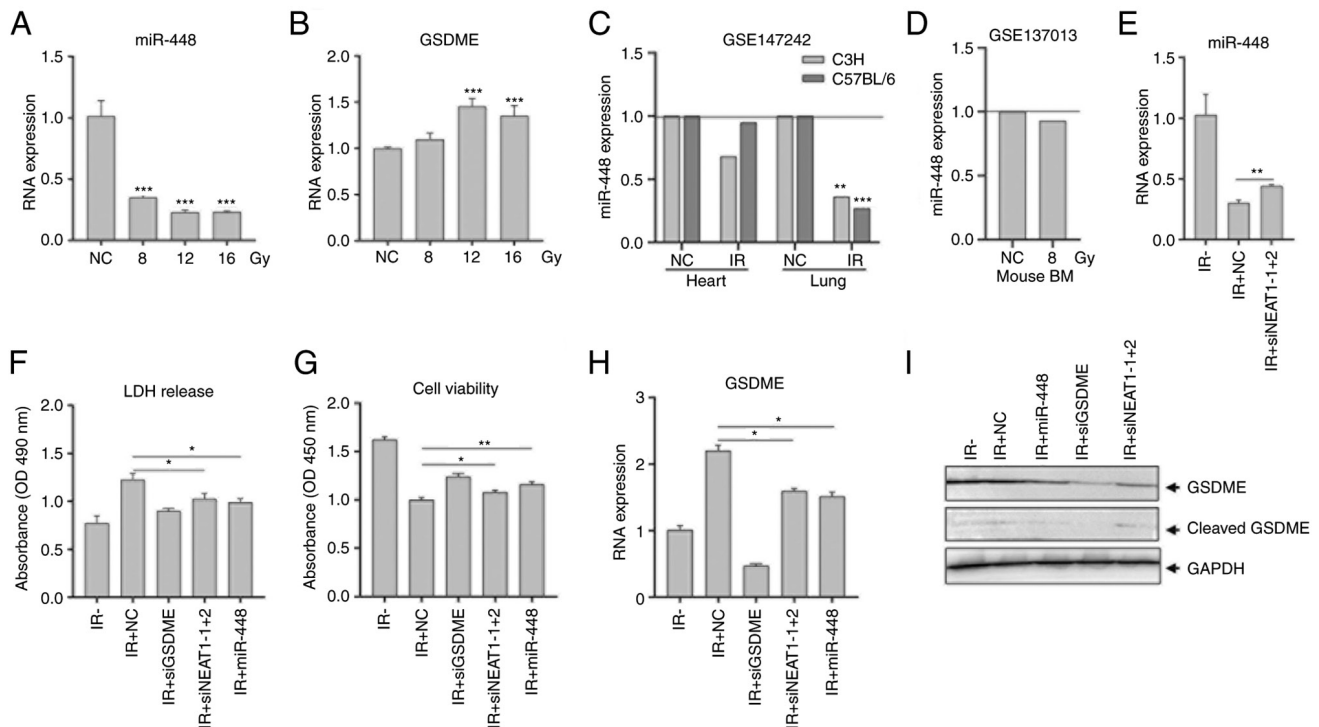 A
miR-448
RNA expression
1.5
1.0
0.5
0.0
***
***
***
NC
8
12
16
Gy
B
GSDME
RNA expression
2.0
1.5
1.0
0.5
0.0
***
***
NC
8
12
16
Gy
C
GSE147242
C3H
C57BL/6
miR-448 expression
1.5
1.0
0.5
0.0
**
***
NC
IR
NC
IR
Heart
Lung
D
GSE137013
miR-448 expression
1.5
1.0
0.5
0.0
NC
8
Gy
Mouse BM
E
miR-448
RNA expression
1.5
1.0
0.5
0.0
**
IR-
IR+NC
IR+siNEAT1-1+2
F
LDH release
Absorbance (OD 490 nm)
2.0
1.5
1.0
0.5
0.0
*
*
IR-
IR+NC
IR+siGSDME
IR+siNEAT1-1+2
IR+miR-448
G
Cell viability
Absorbance (OD 450 nm)
2.0
1.5
1.0
0.5
0.0
**
*
IR-
IR+NC
IR+siGSDME
IR+siNEAT1-1+2
IR+miR-448
H
GSDME
RNA expression
3
2
1
0
*
*
IR-
IR+NC
IR+siGSDME
IR+siNEAT1-1+2
IR+miR-448
I
IR-
IR+NC
IR+miR-448
IR+siGSDME
IR+siNEAT1-1+2
GSDME
Cleaved GSDME
GAPDH